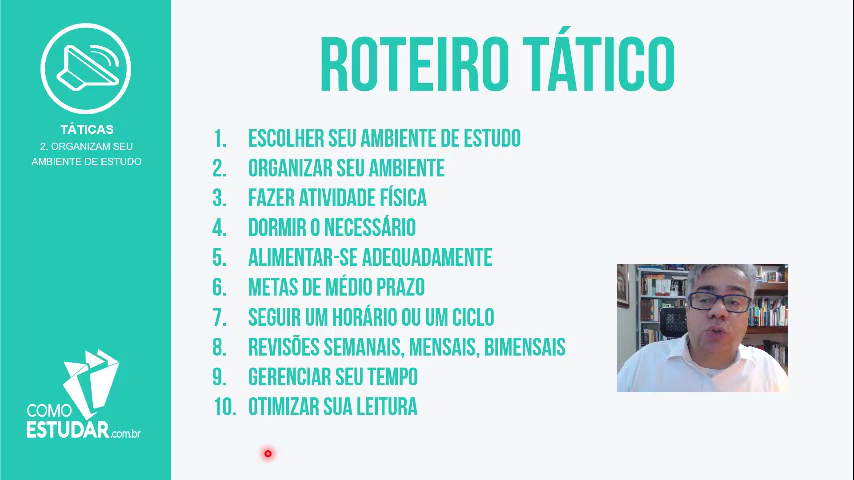 TÁTICAS
2. ORGANIZAM SEU
AMBIENTE DE ESTUDO
ROTEIRO TÁTICO
1. ESCOLHER SEU AMBIENTE DE ESTUDO
2. ORGANIZAR SEU AMBIENTE
3. FAZER ATIVIDADE FÍSICA
4. DORMIR O NECESSÁRIO
5. ALIMENTAR-SE ADEQUADAMENTE
6. METAS DE MÉDIO PRAZO
7. SEGUIR UM HORÁRIO OU UM CICLO
8. REVISÕES SEMANAIS, MENSAIS, BIMENSAIS
9. GERENCIAR SEU TEMPO
10. OTIMIZAR SUA LEITURA
COMO
ESTUDAR.com.br